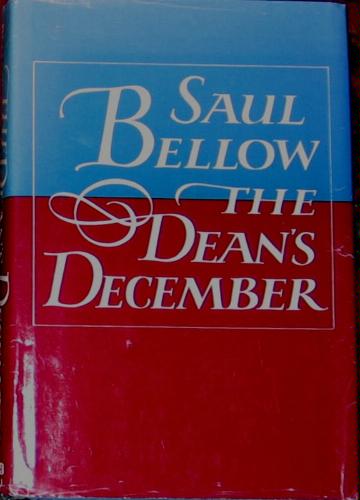 SAUL
BELLOW
THE
DEAN'S
DECEMBER